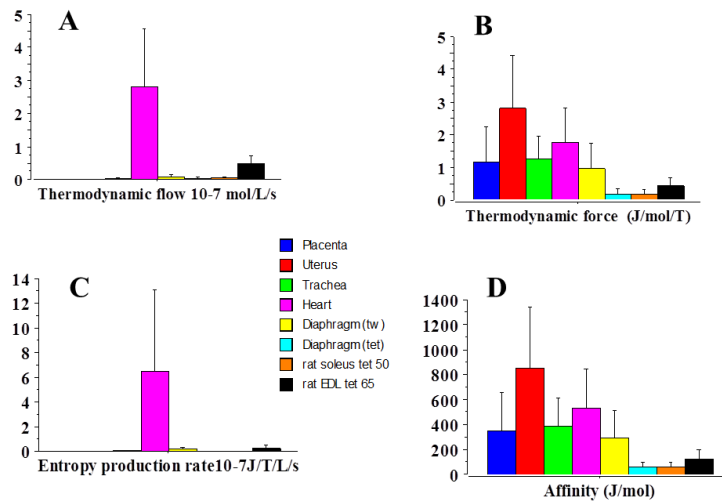 A
5
4
3
2
1
0
Thermodynamic flow 10-7 mol/L/s
B
5
4
3
2
1
0
Thermodynamic force (J/mol/T)
C
14
12
10
8
6
4
2
0
Entropy production rate10-7J/T/L/s
Placenta
Uterus
Trachea
Heart
Diaphragm(tw)
Diaphragm(tet)
rat soleus tet 50
rat EDL tet 65
D
1400
1200
1000
800
600
400
200
0
Affinity (J/mol)